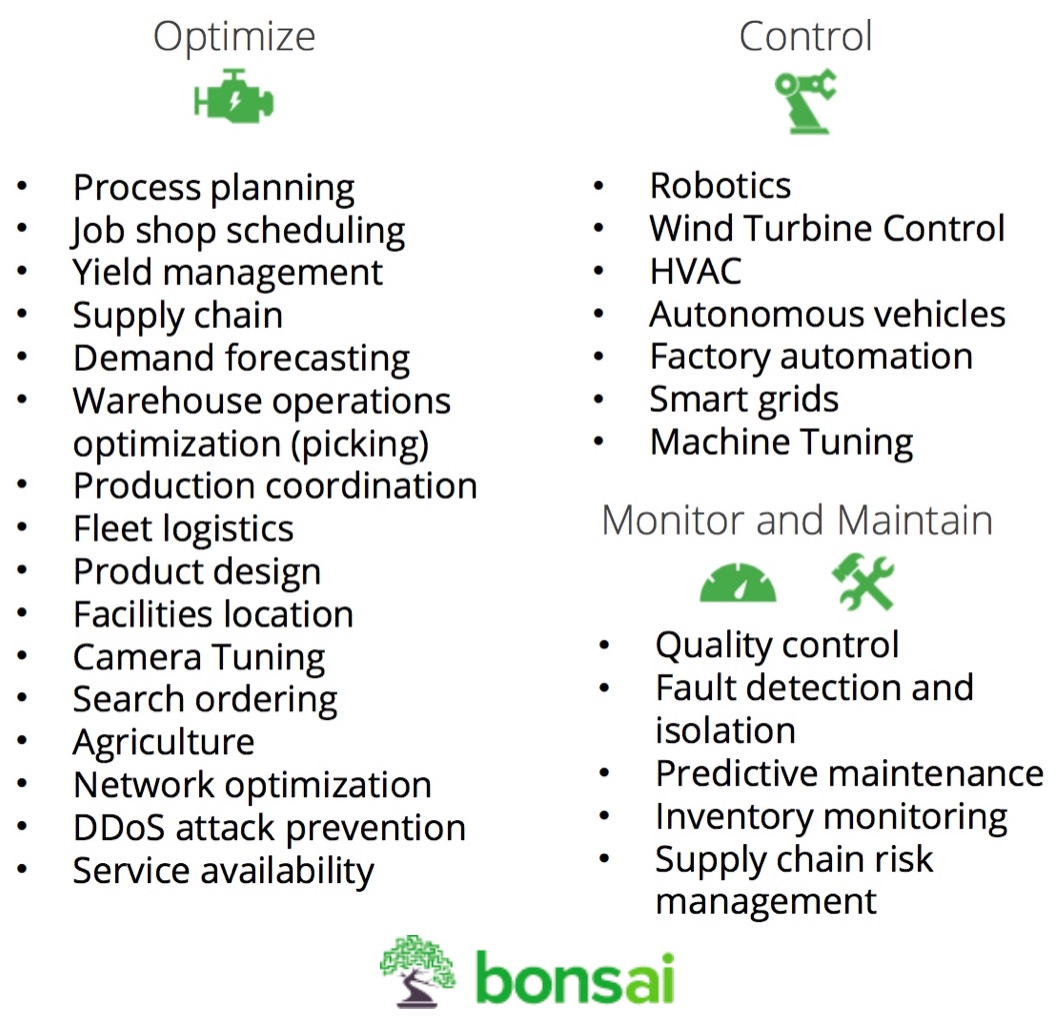 Optimize
• Process planning
• Job shop scheduling
• Yield management
• Supply chain
• Demand forecasting
• Warehouse operations
optimization (picking)
• Production coordination
• Fleet logistics
• Product design
• Facilities location
• Camera Tuning
• Search ordering
• Agriculture
• Network optimization
• DDoS attack prevention
• Service availability
Control
• Robotics
• Wind Turbine Control
• HVAC
• Autonomous vehicles
• Factory automation
• Smart grids
• Machine Tuning
Monitor and Maintain
• Quality control
• Fault detection and
isolation
• Predictive maintenance
• Inventory monitoring
• Supply chain risk
management
bonsai